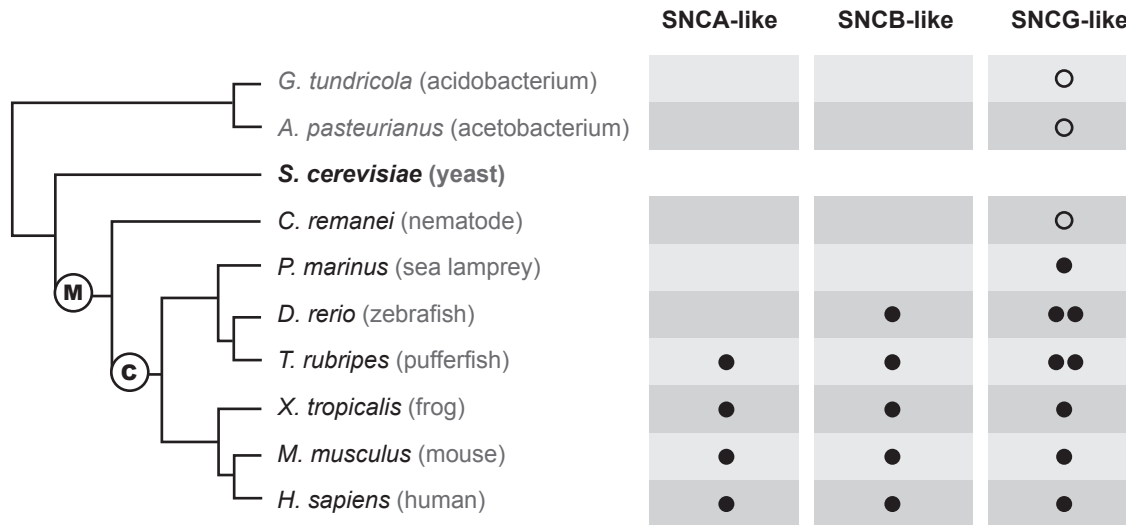 SNCA-like SNCB-like SNCG-like
G. tundricola (acidobacterium)
A. pasteurianus (acetobacterium)
S. cerevisiae (yeast)
C. remanei (nematode)
P. marinus (sea lamprey)
M
D. rerio (zebrafish)
T. rubripes (pufferfish)
C
X. tropicalis (frog)
M. musculus (mouse)
H. sapiens (human)